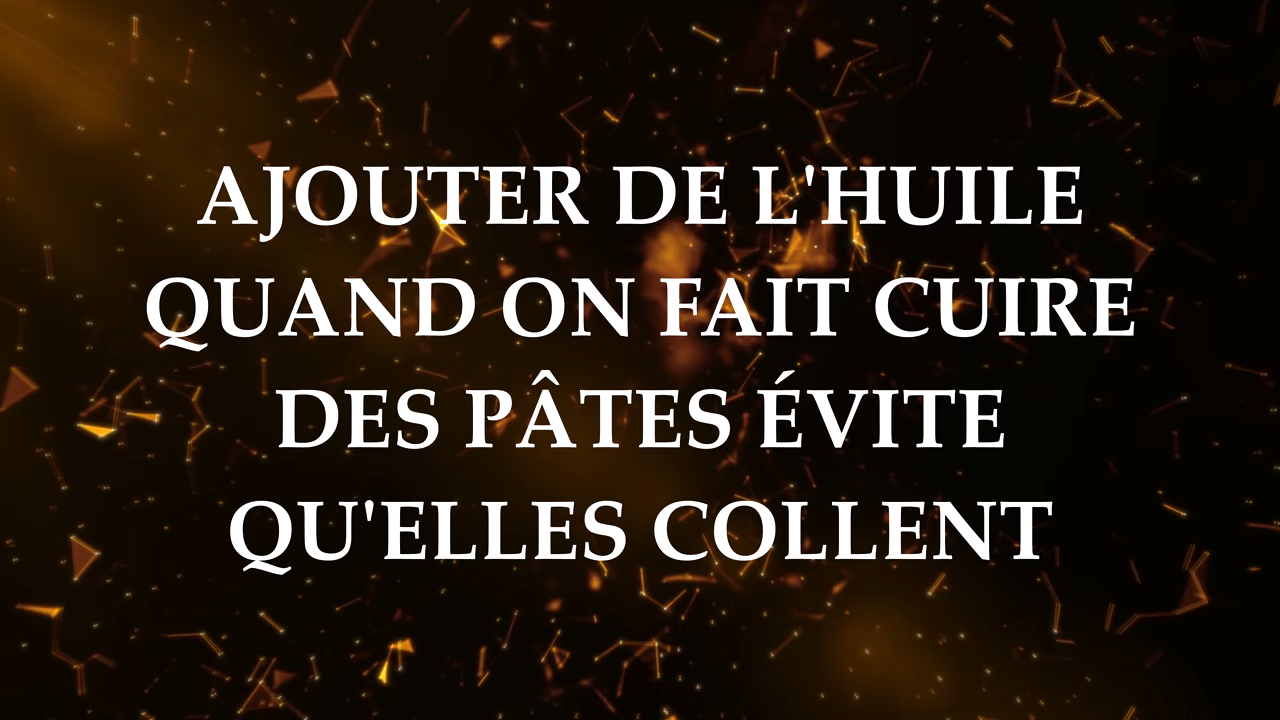 AJOUTER DE L'HUILE
QUAND ON FAIT CUIRE
DES PÂTES ÉVITE
QU'ELLES COLLENT